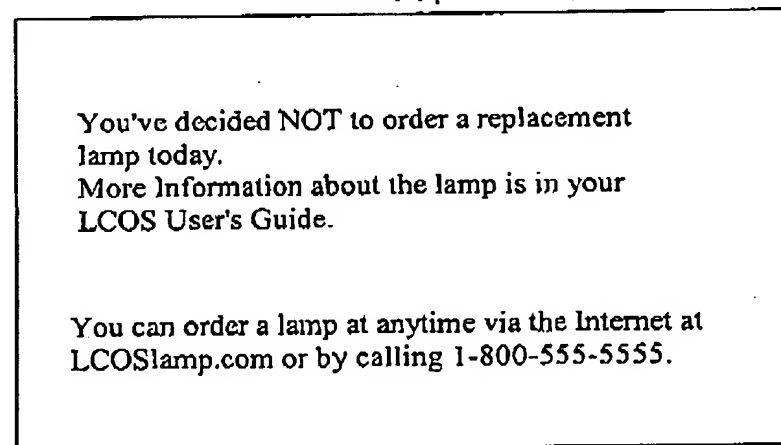 You've decided NOT to order a replacement
lamp today.
More Information about the lamp is in your
LCOS User's Guide.
You can order a lamp at anytime via the Internet at
LCOSlamp.com or by calling 1-800-555-5555.